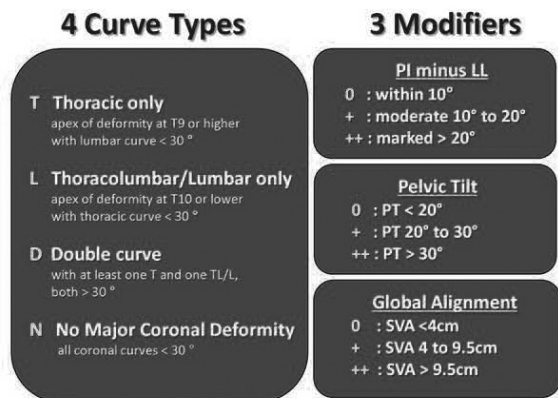 4 Curve Types
T Thoracic only
apex of deformity at T9 or higher
with lumbar curve < 30 °
L Thoracolumbar/Lumbar only
apex of deformity at T10 or lower
with thoracic curve < 30 °
D Double curve
with at least one T and one TL/L,
both > 30 °
N No Major Coronal Deformity
all coronal curves < 30 °
3 Modifiers
PI minus LL
0 : within 10°
+ : moderate 10° to 20°
++ : marked > 20°
Pelvic Tilt
0 : PT < 20°
+ : PT 20° to 30°
++ : PT > 30°
Global Alignment
0 : SVA <4cm
+ : SVA 4 to 9.5cm
++ : SVA > 9.5cm